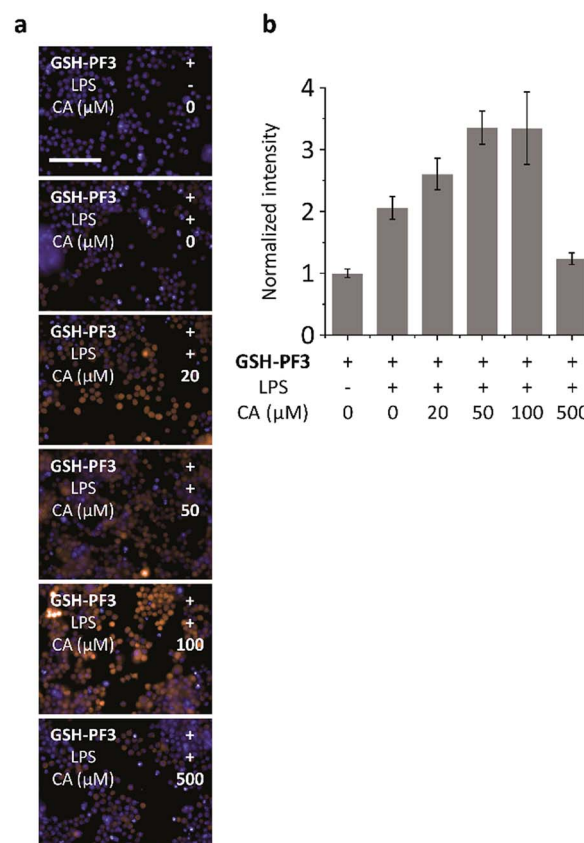 a
GSH-PF3 +
LPS -
CA (μM) 0
GSH-PF3 +
LPS +
CA (μM) 0
GSH-PF3 +
LPS +
CA (μM) 20
GSH-PF3 +
LPS +
CA (μM) 50
GSH-PF3 +
LPS +
CA (μM) 100
GSH-PF3 +
LPS +
CA (μM) 500
b
Normalized intensity
4
3
2
1
0
GSH-PF3 + + + + + +
LPS - + + + + +
CA (μM) 0 0 20 50 100 500